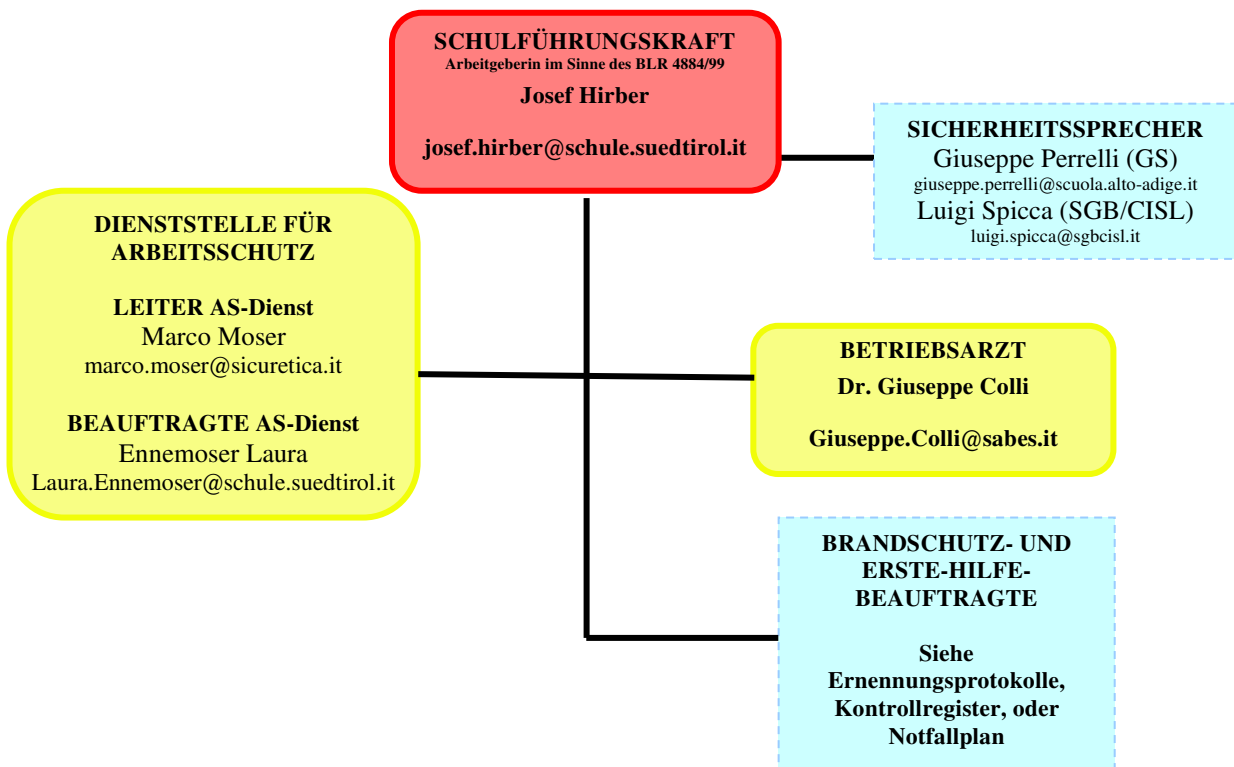 SCHULFÜHRUNGSKRAFT
Arbeitgeberin im Sinne des BLR 4884/99
Josef Hirber
josef.hirber@schule.suedtirol.it
SICHERHEITSSPRECHER
Giuseppe Perrelli (GS)
giuseppe.perrelli@scuola.alto-adige.it
Luigi Spicca (SGB/CISL)
luigi.spicca@sgbcisl.it
DIENSTSTELLE FÜR
ARBEITSSCHUTZ
LEITER AS-Dienst
Marco Moser
marco.moser@sicuretica.it
BEAUFTRAGTE AS-Dienst
Ennemoser Laura
Laura.Ennemoser@schule.suedtirol.it
BETRIEBSARZT
Dr. Giuseppe Colli
Giuseppe.Colli@sabes.it
BRANDSCHUTZ- UND
ERSTE-HILFE-
BEAUFTRAGTE
Siehe
Ernennungsprotokolle,
Kontrollregister, oder
Notfallplan